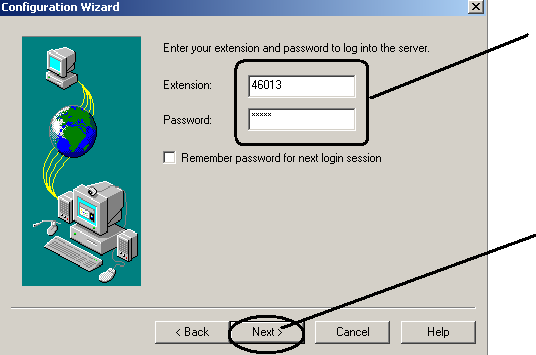 Configuration Wizard
Enter your extension and password to log into the server.
Extension: 46013
Password: *****
Remember password for next login session
< Back Next > Cancel Help